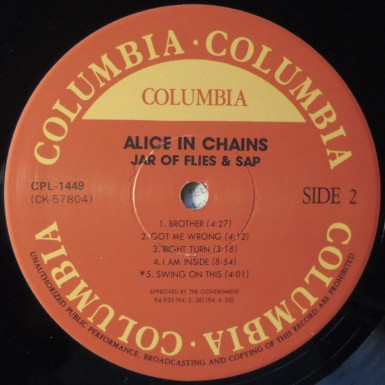 COLUMBIA · COLUMBIA
COLUMBIA
ALICE IN CHAINS
JAR OF FLIES & SAP
CPL-1449
(CK-57804)
SIDE 2
1. BROTHER (4:27)
2. GOT ME WRONG (4:12)
3. RIGHT TURN (3:18)
4. I AM INSIDE (8:54)
*5. SWING ON THIS (4:01)
APPROVED BY THE GOVERNMENT
COLUMBIA · COLUMBIA
UNAUTHORIZED PUBLIC PERFORMANCE, BROADCASTING AND COPYING OF THIS RECORD ARE PROHIBITED.